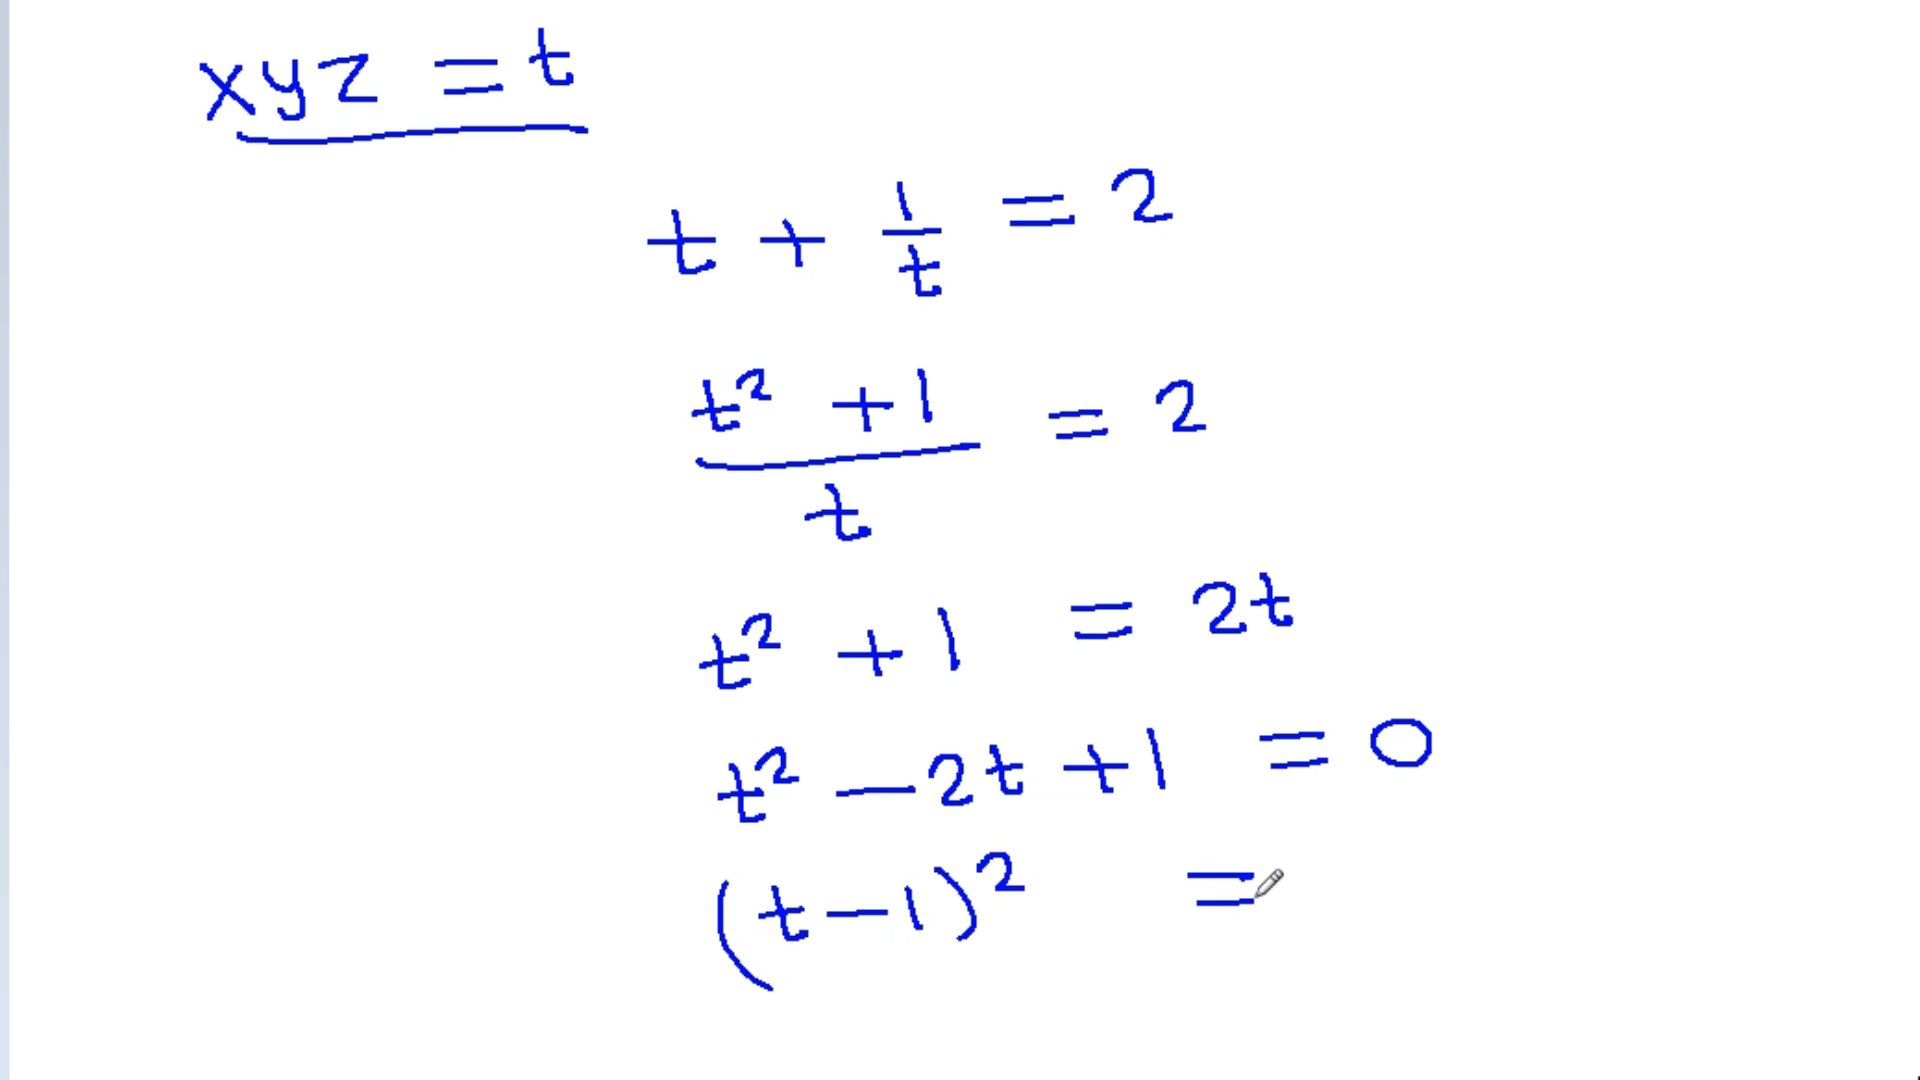 xyz = t
t + 1/t = 2
(t² + 1)/t = 2
t² + 1 = 2t
t² - 2t + 1 = 0
(t - 1)² =